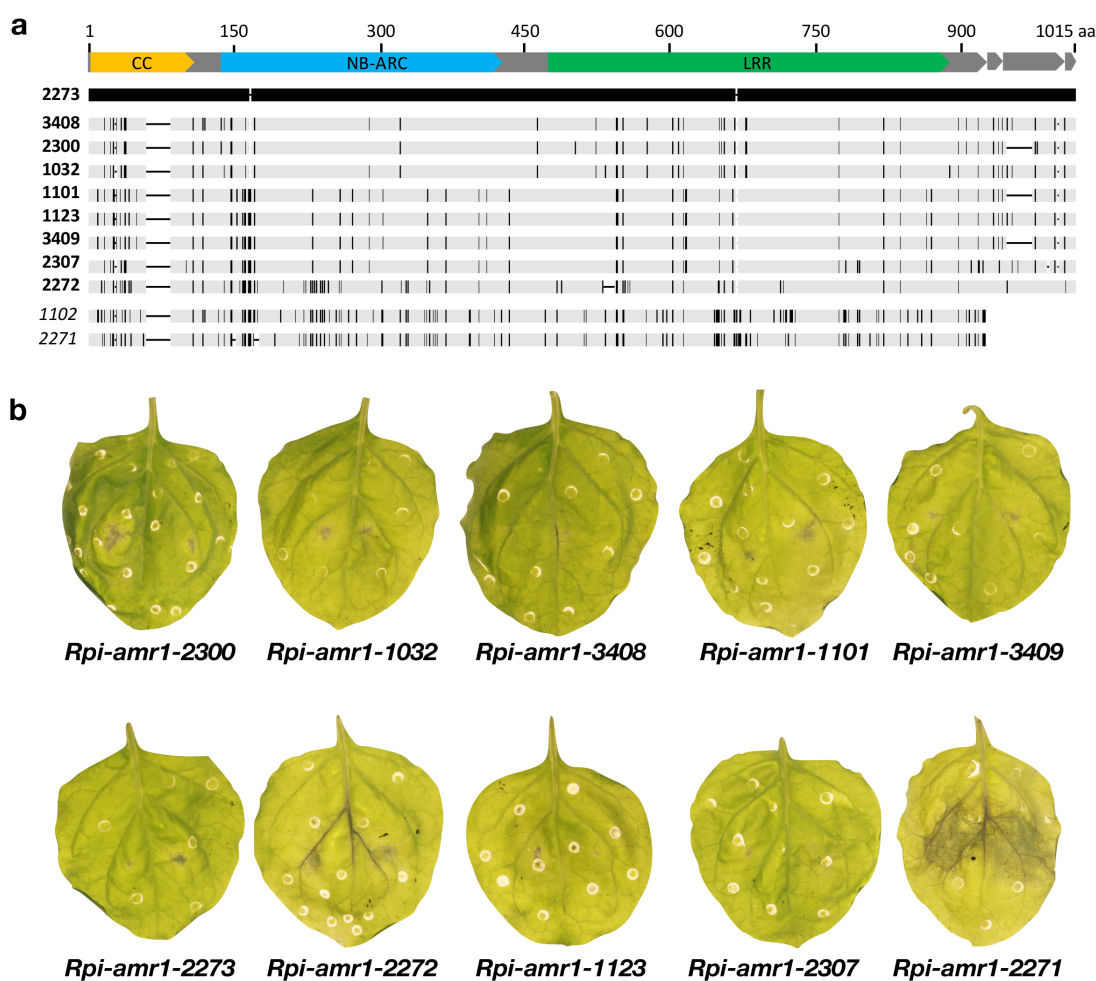 a
1 150 300 450 600 750 900 1015 aa
CC NB-ARC LRR
2273
3408
2300
1032
1101
1123
3409
2307
2272
1102
2271
b
Rpi-amr1-2300 Rpi-amr1-1032 Rpi-amr1-3408 Rpi-amr1-1101 Rpi-amr1-3409
Rpi-amr1-2273 Rpi-amr1-2272 Rpi-amr1-1123 Rpi-amr1-2307 Rpi-amr1-2271